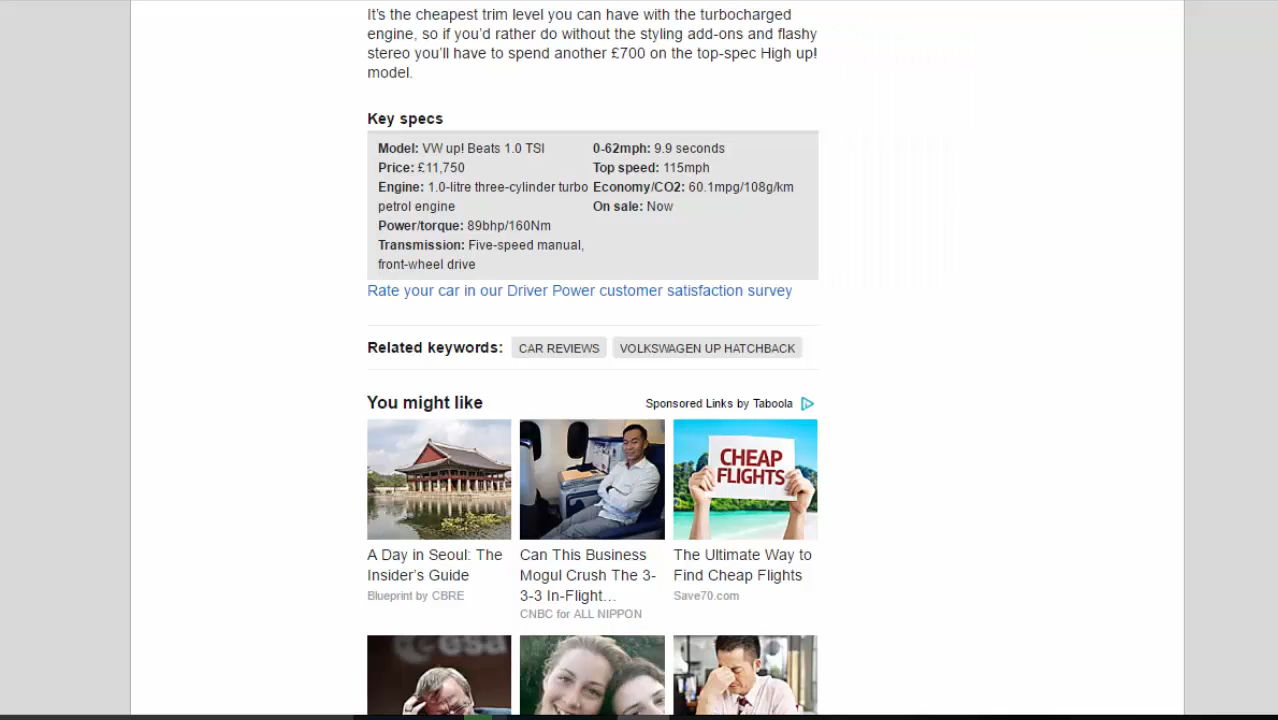 It's the cheapest trim level you can have with the turbocharged
engine, so if you'd rather do without the styling add-ons and flashy
stereo you'll have to spend another £700 on the top-spec High up!
model.
Key specs
Model: VW up! Beats 1.0 TSI
Price: £11,750
Engine: 1.0-litre three-cylinder turbo
petrol engine
Power/torque: 89bhp/160Nm
Transmission: Five-speed manual,
front-wheel drive
0-62mph: 9.9 seconds
Top speed: 115mph
Economy/CO2: 60.1mpg/108g/km
On sale: Now
Rate your car in our Driver Power customer satisfaction survey
Related keywords: CAR REVIEWS VOLKSWAGEN UP HATCHBACK
You might like
Sponsored Links by Taboola
CHEAP
FLIGHTS
A Day in Seoul: The
Insider's Guide
Blueprint by CBRE
Can This Business
Mogul Crush The 3-
3-3 In-Flight…
CNBC for ALL NIPPON
The Ultimate Way to
Find Cheap Flights
Save70.com
esa